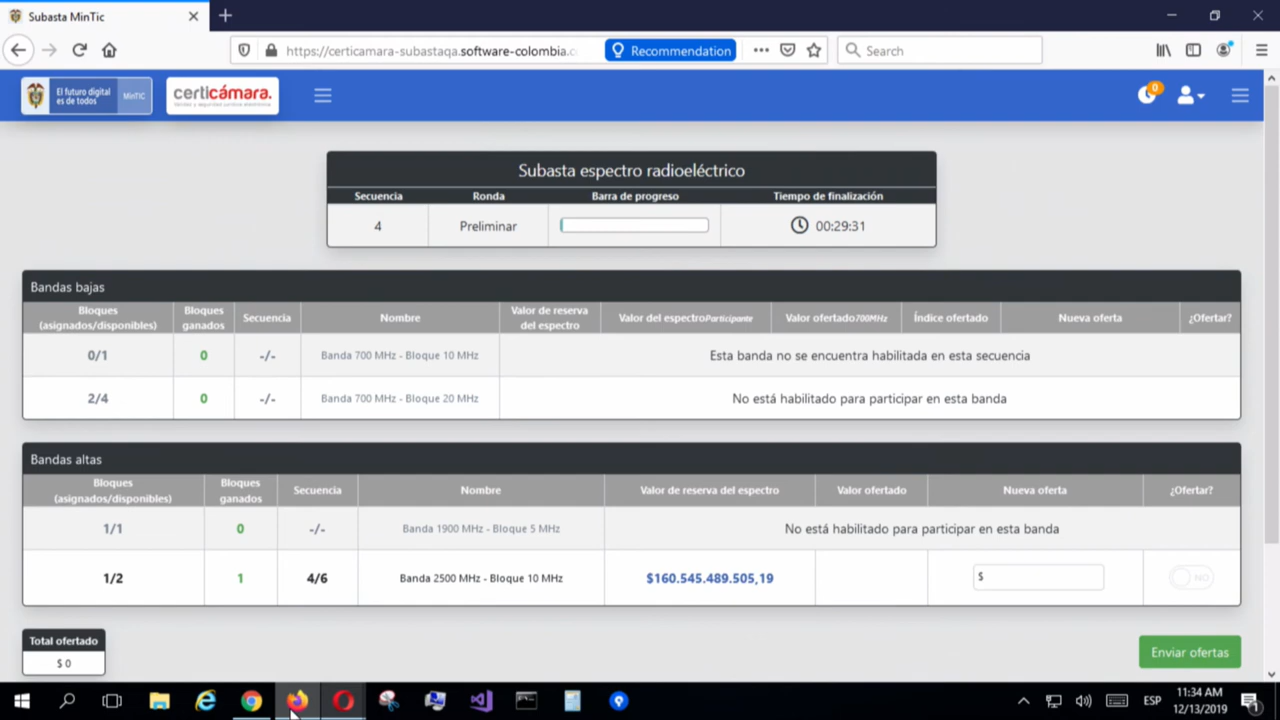 Subasta MinTic
https://certicamara-subastaqa.software-colombia.c
Recommendation
Search
El futuro digital
es de todos
MinTIC
certicámara.
0
Subasta espectro radioeléctrico
Secuencia Ronda Barra de progreso Tiempo de finalización
4 Preliminar 00:29:31
Bandas bajas
Bloques (asignados/disponibles) Bloques ganados Secuencia Nombre Valor de reserva del espectro Valor del espectroParticipante Valor ofertado700MHz Índice ofertado Nueva oferta ¿Ofertar?
0/1 0 -/- Banda 700 MHz - Bloque 10 MHz Esta banda no se encuentra habilitada en esta secuencia
2/4 0 -/- Banda 700 MHz - Bloque 20 MHz No está habilitado para participar en esta banda
Bandas altas
Bloques (asignados/disponibles) Bloques ganados Secuencia Nombre Valor de reserva del espectro Valor ofertado Nueva oferta ¿Ofertar?
1/1 0 -/- Banda 1900 MHz - Bloque 5 MHz No está habilitado para participar en esta banda
1/2 1 4/6 Banda 2500 MHz - Bloque 10 MHz $160.545.489.505,19 $ NO
Total ofertado
$ 0
Enviar ofertas
ESP
11:34 AM
12/13/2019
1